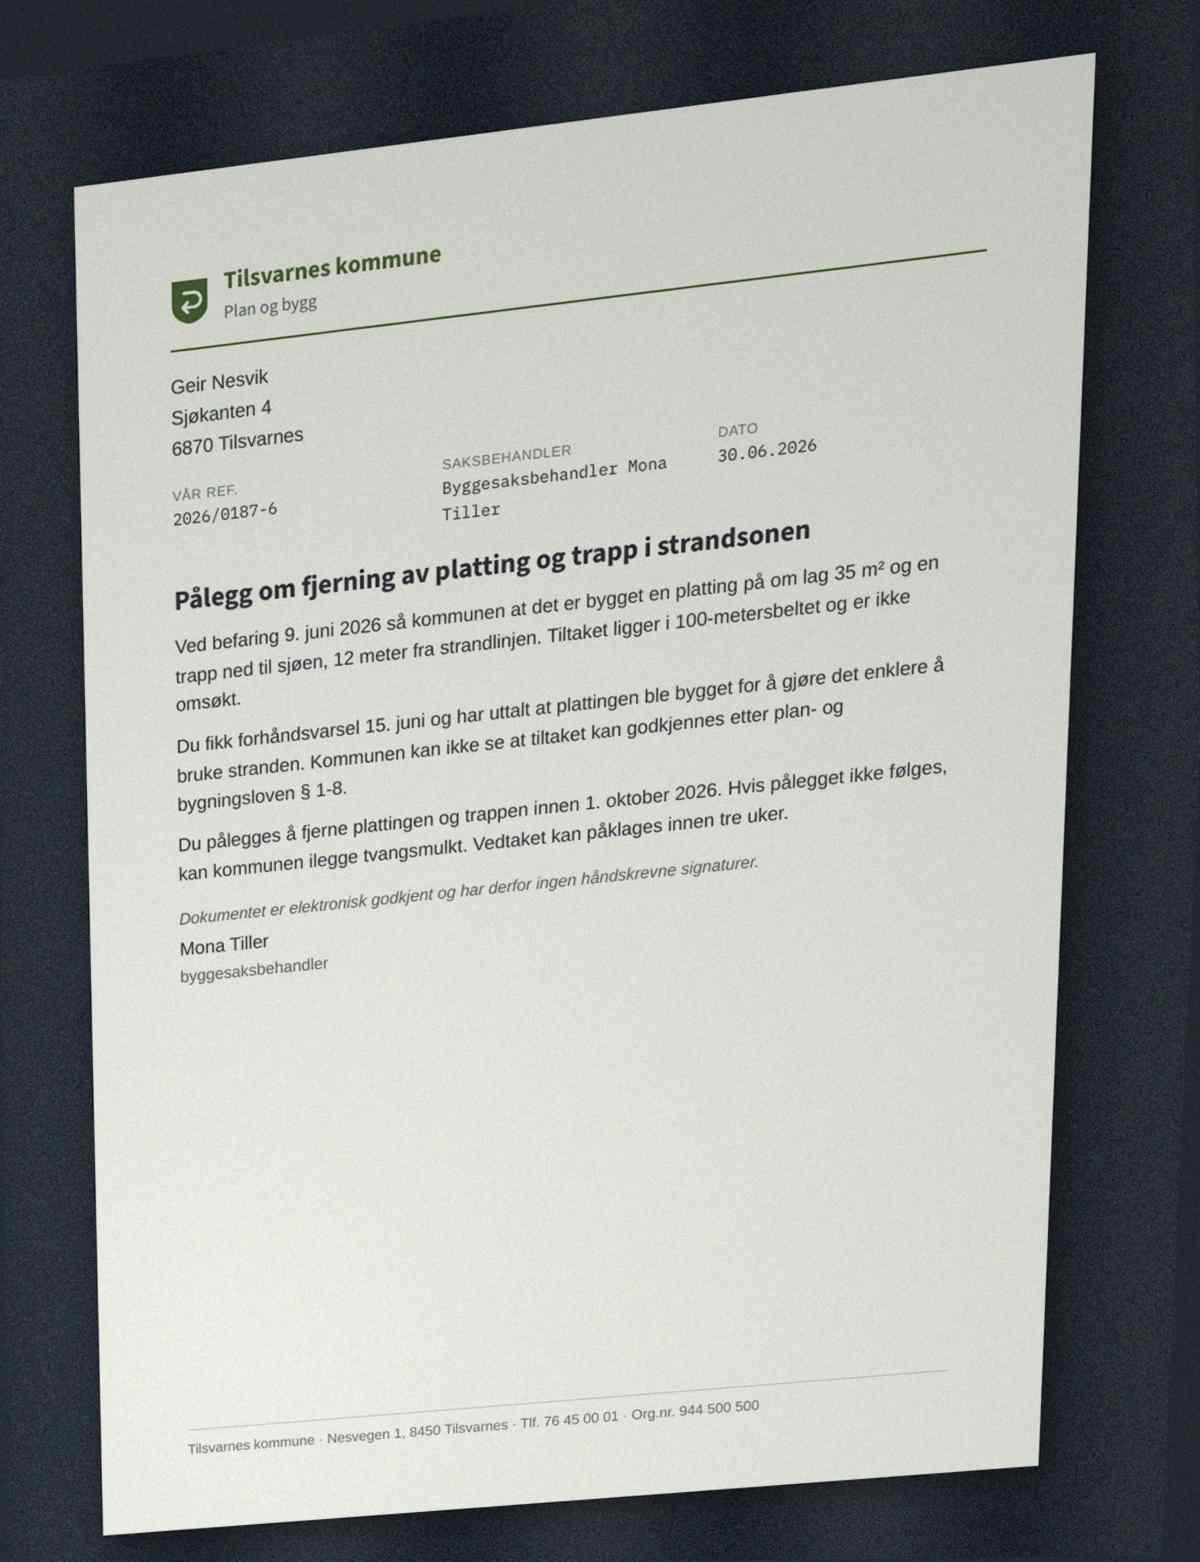 Tilsvarnes kommune
Plan og bygg
Geir Nesvik
Sjøkanten 4
6870 Tilsvarnes
VÅR REF.
2026/0187-6
SAKSBEHANDLER
Byggesaksbehandler Mona
Tiller
DATO
30.06.2026
Pålegg om fjerning av platting og trapp i strandsonen
Ved befaring 9. juni 2026 så kommunen at det er bygget en platting på om lag 35 m² og en
trapp ned til sjøen, 12 meter fra strandlinjen. Tiltaket ligger i 100-metersbeltet og er ikke
omsøkt.
Du fikk forhåndsvarsel 15. juni og har uttalt at plattingen ble bygget for å gjøre det enklere å
bruke stranden. Kommunen kan ikke se at tiltaket kan godkjennes etter plan- og
bygningsloven § 1-8.
Du pålegges å fjerne plattingen og trappen innen 1. oktober 2026. Hvis pålegget ikke følges,
kan kommunen ilegge tvangsmulkt. Vedtaket kan påklages innen tre uker.
Dokumentet er elektronisk godkjent og har derfor ingen håndskrevne signaturer.
Mona Tiller
byggesaksbehandler
Tilsvarnes kommune · Nesvegen 1, 8450 Tilsvarnes · Tlf. 76 45 00 01 · Org.nr. 944 500 500